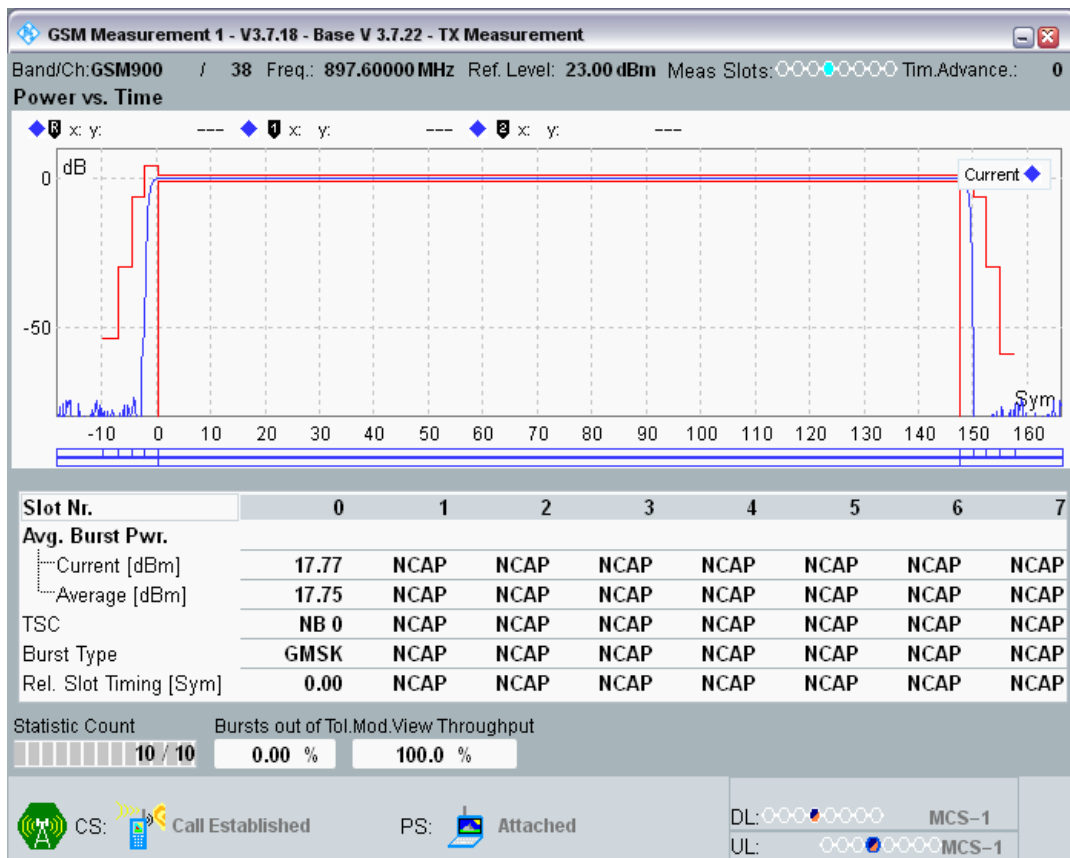 GSM Measurement 1 - V3.7.18 - Base V 3.7.22 - TX Measurement
Band/Ch:GSM900 / 38 Freq.: 897.60000 MHz Ref. Level: 23.00 dBm Meas Slots: Tim.Advance.: 0
Power vs. Time
R x: y: --- 1 x: y: --- 2 x: y: ---
dB
Current
0
-50
Sym
-10 0 10 20 30 40 50 60 70 80 90 100 110 120 130 140 150 160
Slot Nr. 0 1 2 3 4 5 6 7
Avg. Burst Pwr.
Current [dBm] 17.77 NCAP NCAP NCAP NCAP NCAP NCAP NCAP
Average [dBm] 17.75 NCAP NCAP NCAP NCAP NCAP NCAP NCAP
TSC NB 0 NCAP NCAP NCAP NCAP NCAP NCAP NCAP
Burst Type GMSK NCAP NCAP NCAP NCAP NCAP NCAP NCAP
Rel. Slot Timing [Sym] 0.00 NCAP NCAP NCAP NCAP NCAP NCAP NCAP
Statistic Count Bursts out of Tol.Mod.View Throughput
10 / 10 0.00 % 100.0 %
CS: Call Established PS: Attached
DL: MCS-1
UL: MCS-1